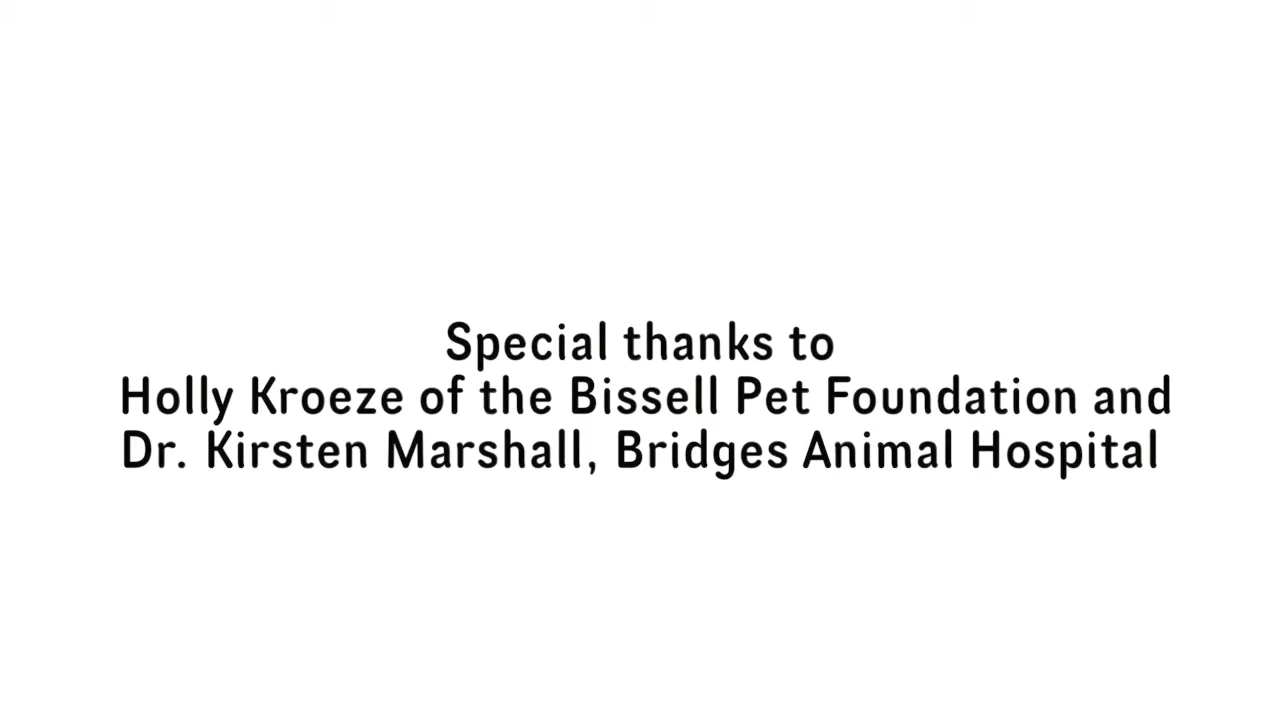 Special thanks to
Holly Kroeze of the Bissell Pet Foundation and
Dr. Kirsten Marshall, Bridges Animal Hospital